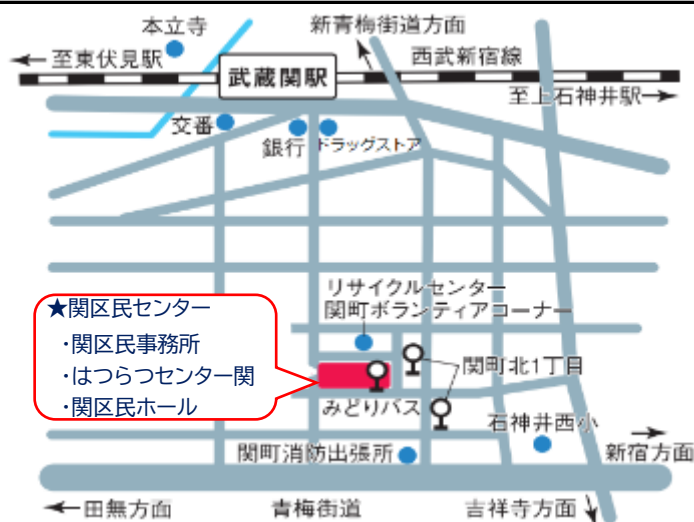 本立寺
新青梅街道方面
←至東伏見駅
武蔵関駅
西武新宿線
至上石神井駅→
交番
銀行
ドラッグストア
リサイクルセンター
関町ボランティアコーナー
★関区民センター
・関区民事務所
・はつらつセンター関
・関区民ホール
関町北1丁目
みどりバス
石神井西小
関町消防出張所
新宿方面
←田無方面
青梅街道
吉祥寺方面